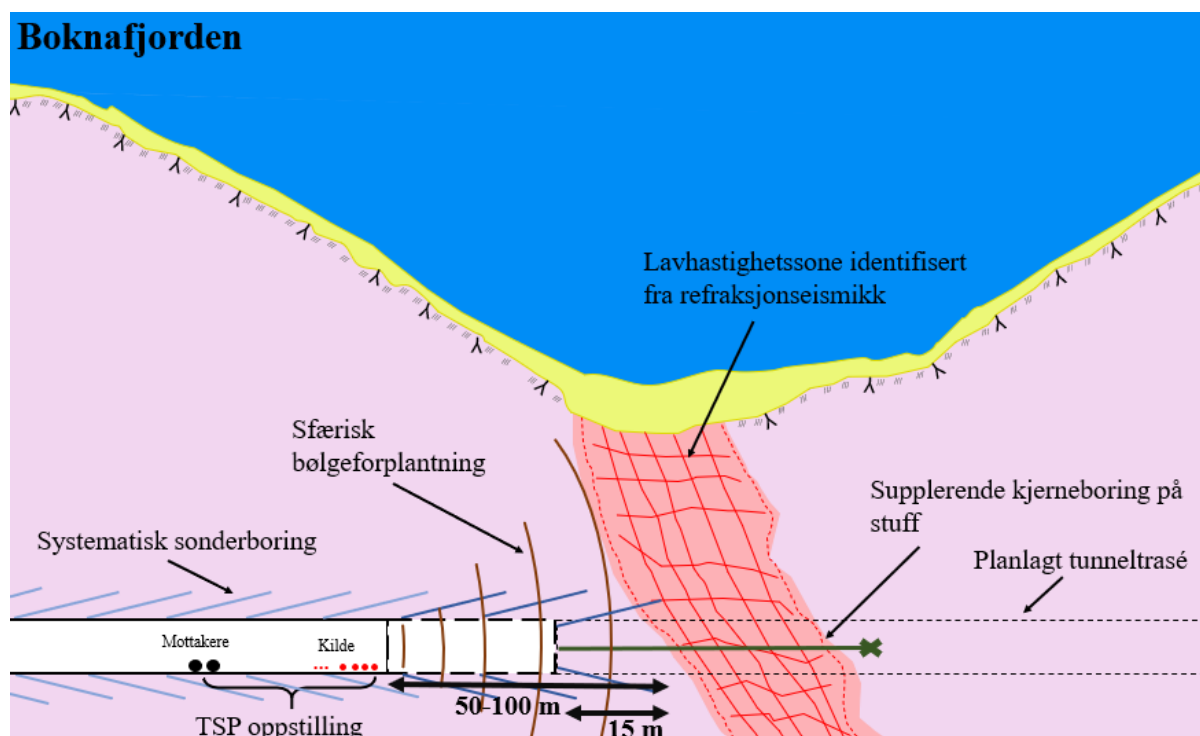 Boknafjorden
Lavhastighetssone identifisert
fra refraksjonseismikk
Sfærisk
bølgeforplantning
Supplerende kjerneboring på
stuff
Systematisk sonderboring
Planlagt tunneltrasé
Mottakere
Kilde
50-100 m
15 m
TSP oppstilling